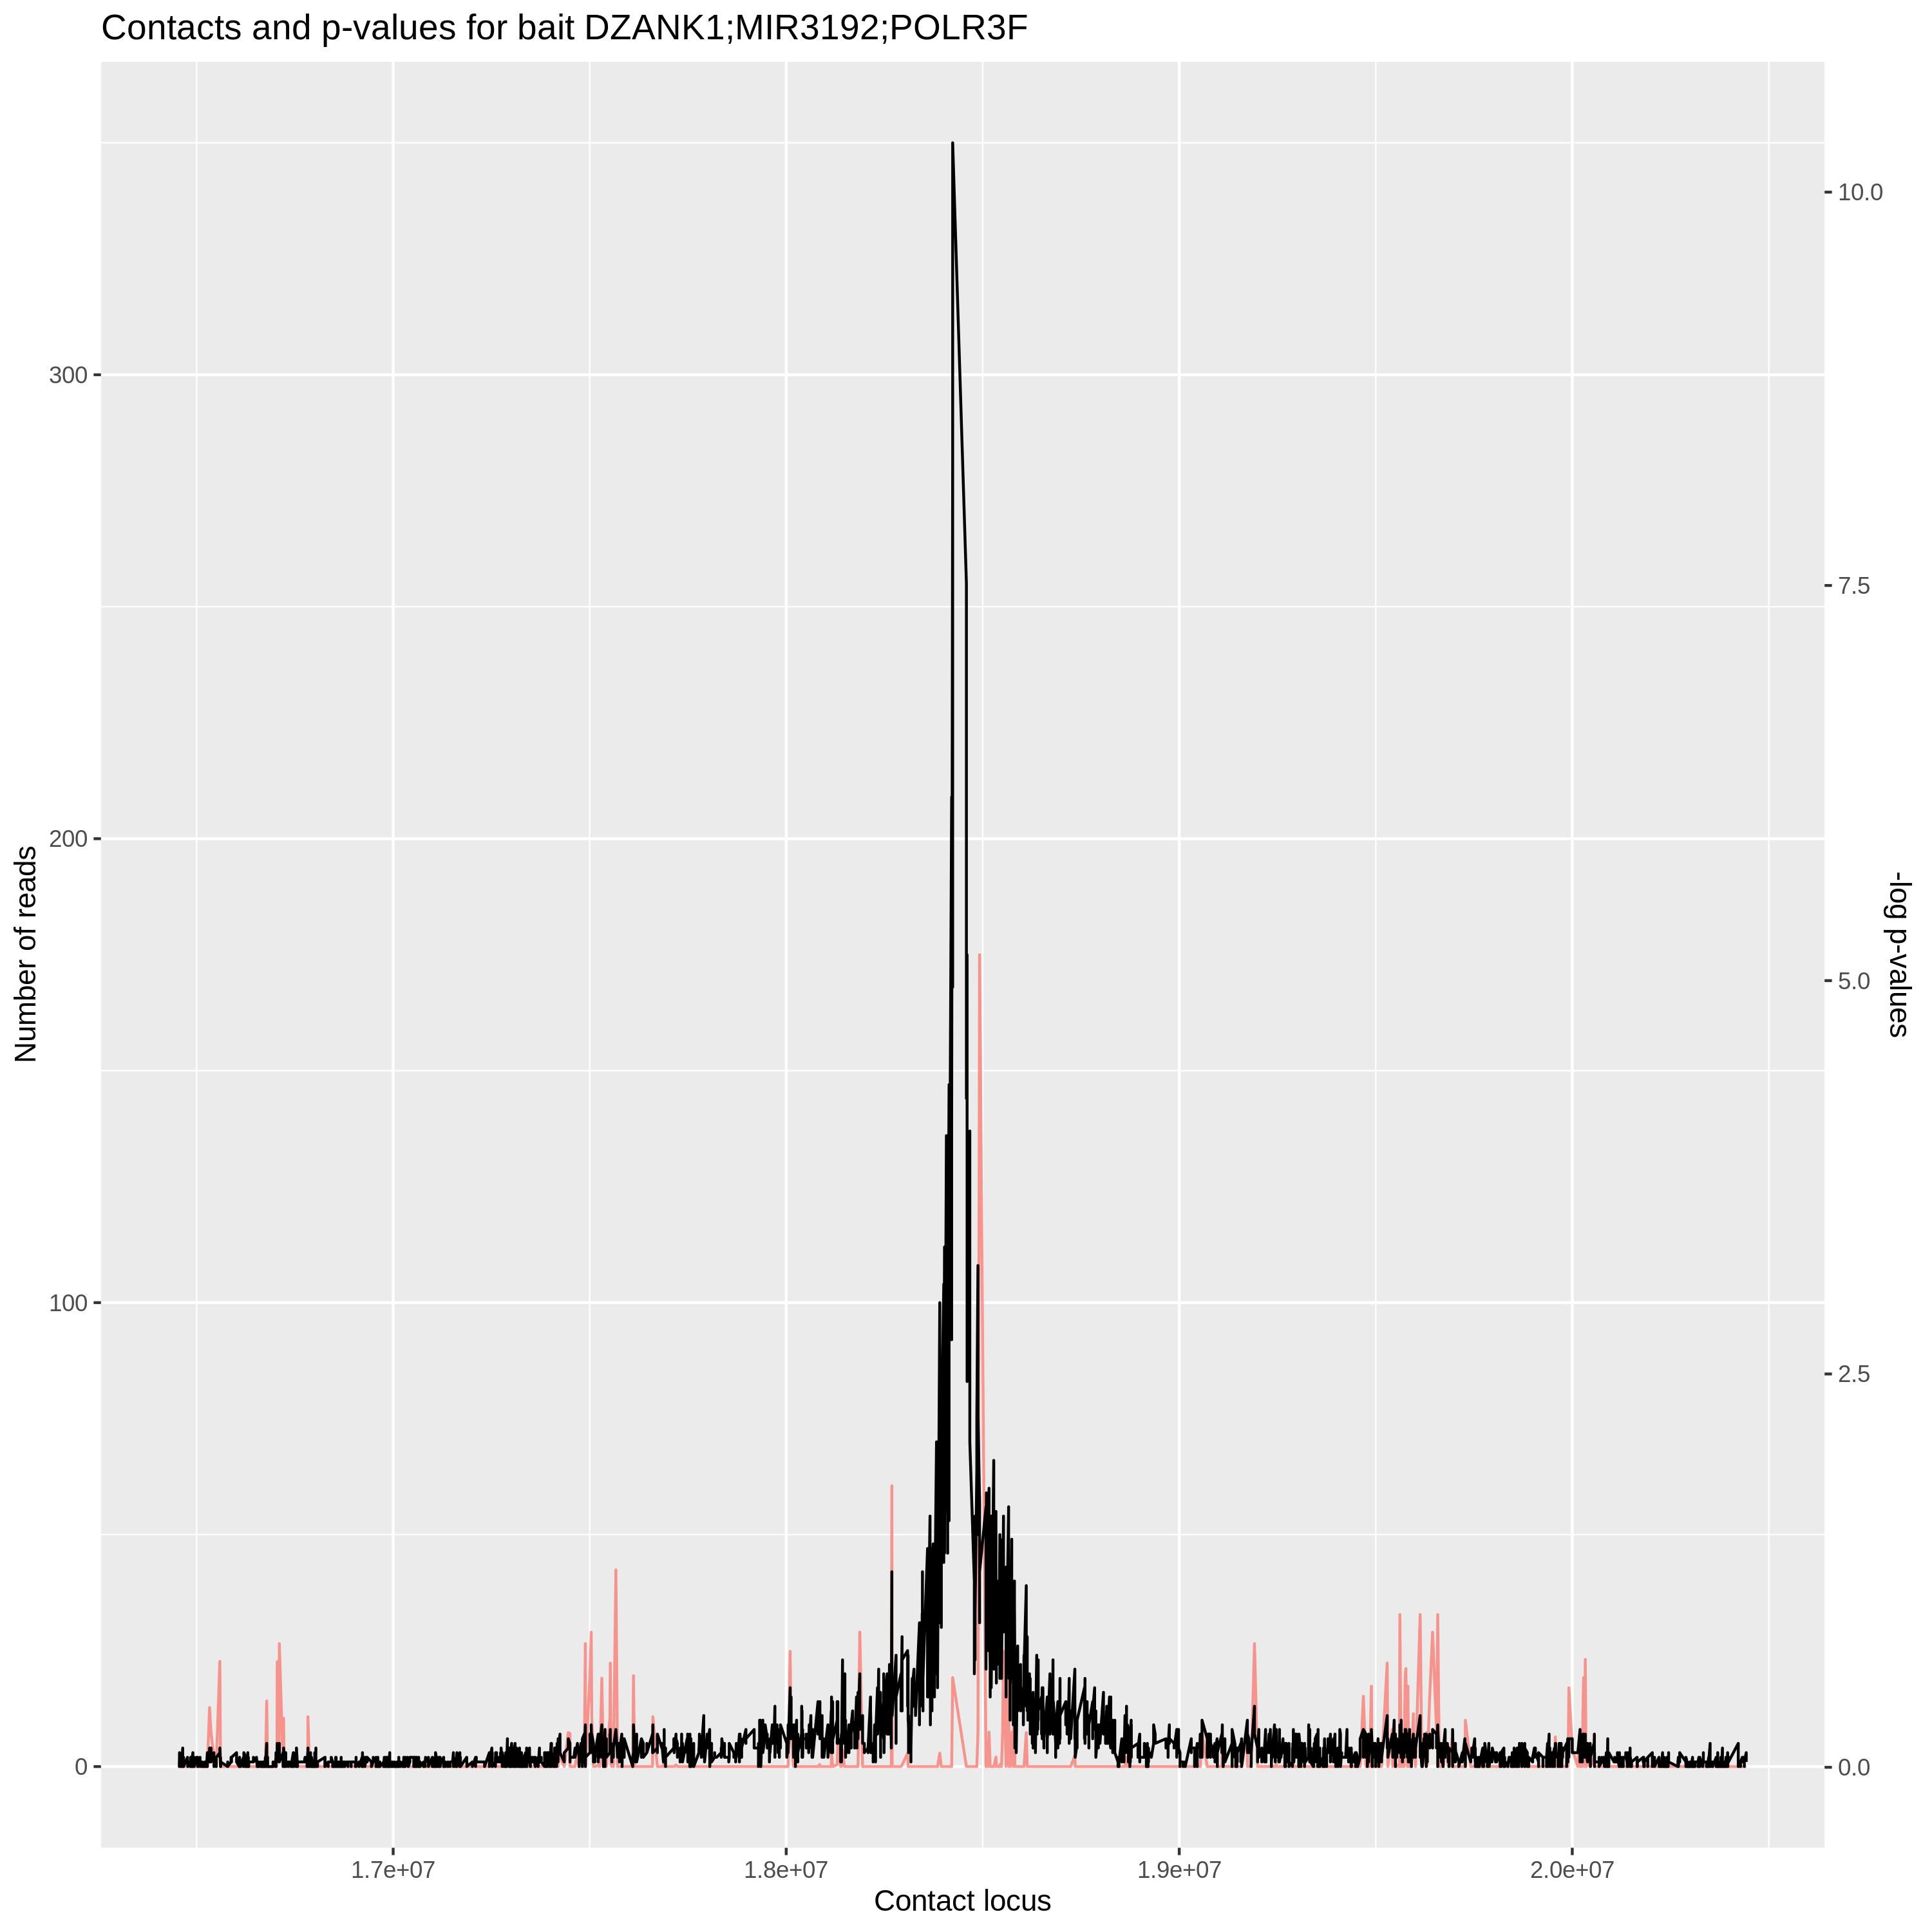 Contacts and p-values for bait DZANK1;MIR3192;POLR3F
Number of reads
300
200
100
0
10.0
7.5
5.0
2.5
0.0
-log p-values
1.7e+07
1.8e+07
1.9e+07
2.0e+07
Contact locus